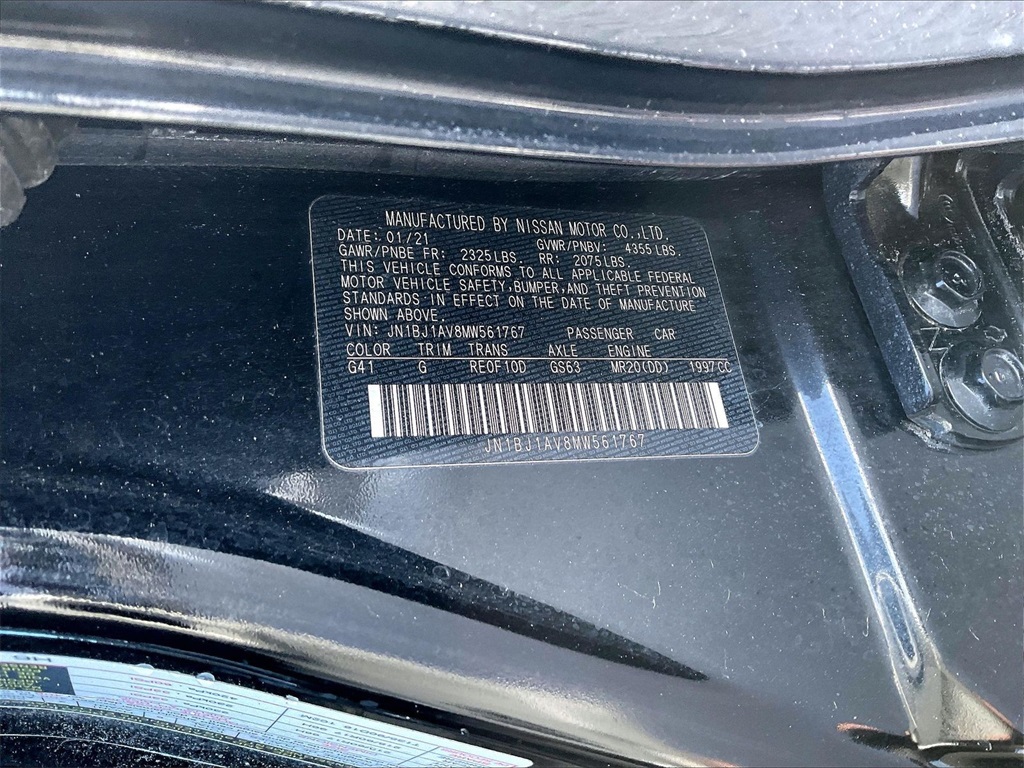 MANUFACTURED BY NISSAN MOTOR CO.,LTD.
DATE: 01/21 GVWR/PNBV: 4355 LBS.
GAWR/PNBE FR: 2325LBS. RR: 2075LBS.
THIS VEHICLE CONFORMS TO ALL APPLICABLE FEDERAL
MOTOR VEHICLE SAFETY,BUMPER,AND THEFT PREVENTION
STANDARDS IN EFFECT ON THE DATE OF MANUFACTURE
SHOWN ABOVE.
VIN: JN1BJ1AV8MW561767 PASSENGER CAR
COLOR TRIM TRANS AXLE ENGINE
G41 G RE0F10D GS63 MR20(DD) 1997CC
JN1BJ1AV8MW561767